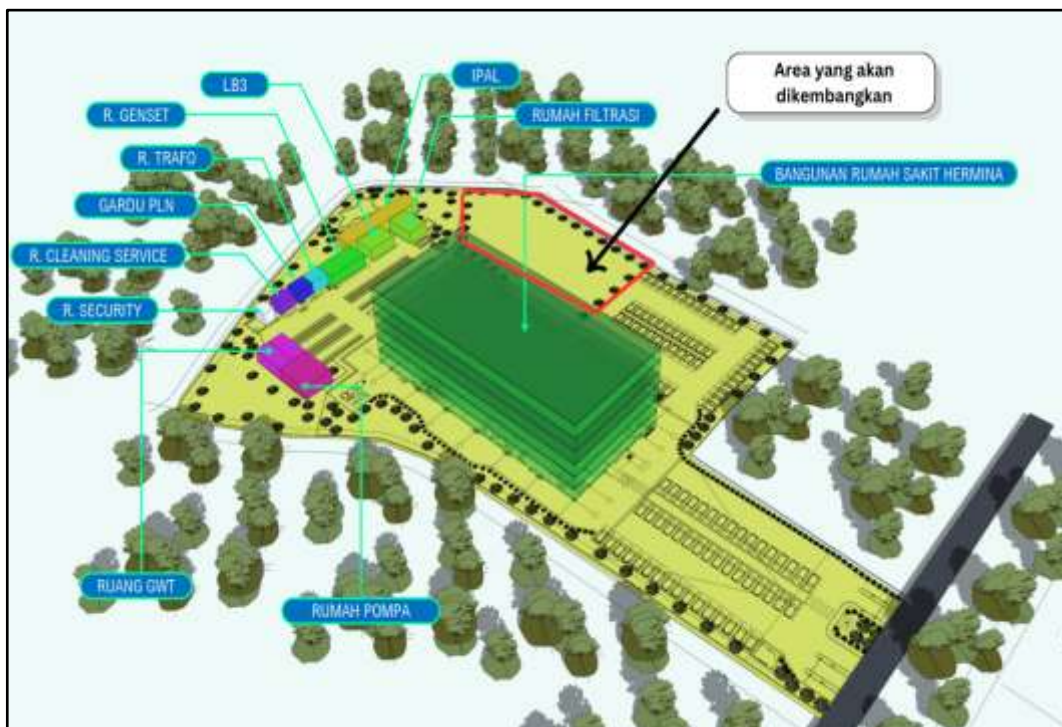 IPAL
LB3
Area yang akan
dikembangkan
R. GENSET
RUMAH FILTRASI
R. TRAFO
BANGUNAN RUMAH SAKIT HERMINA
GARDU PLN
R. CLEANING SERVICE
R. SECURITY
RUANG GWT
RUMAH POMPA